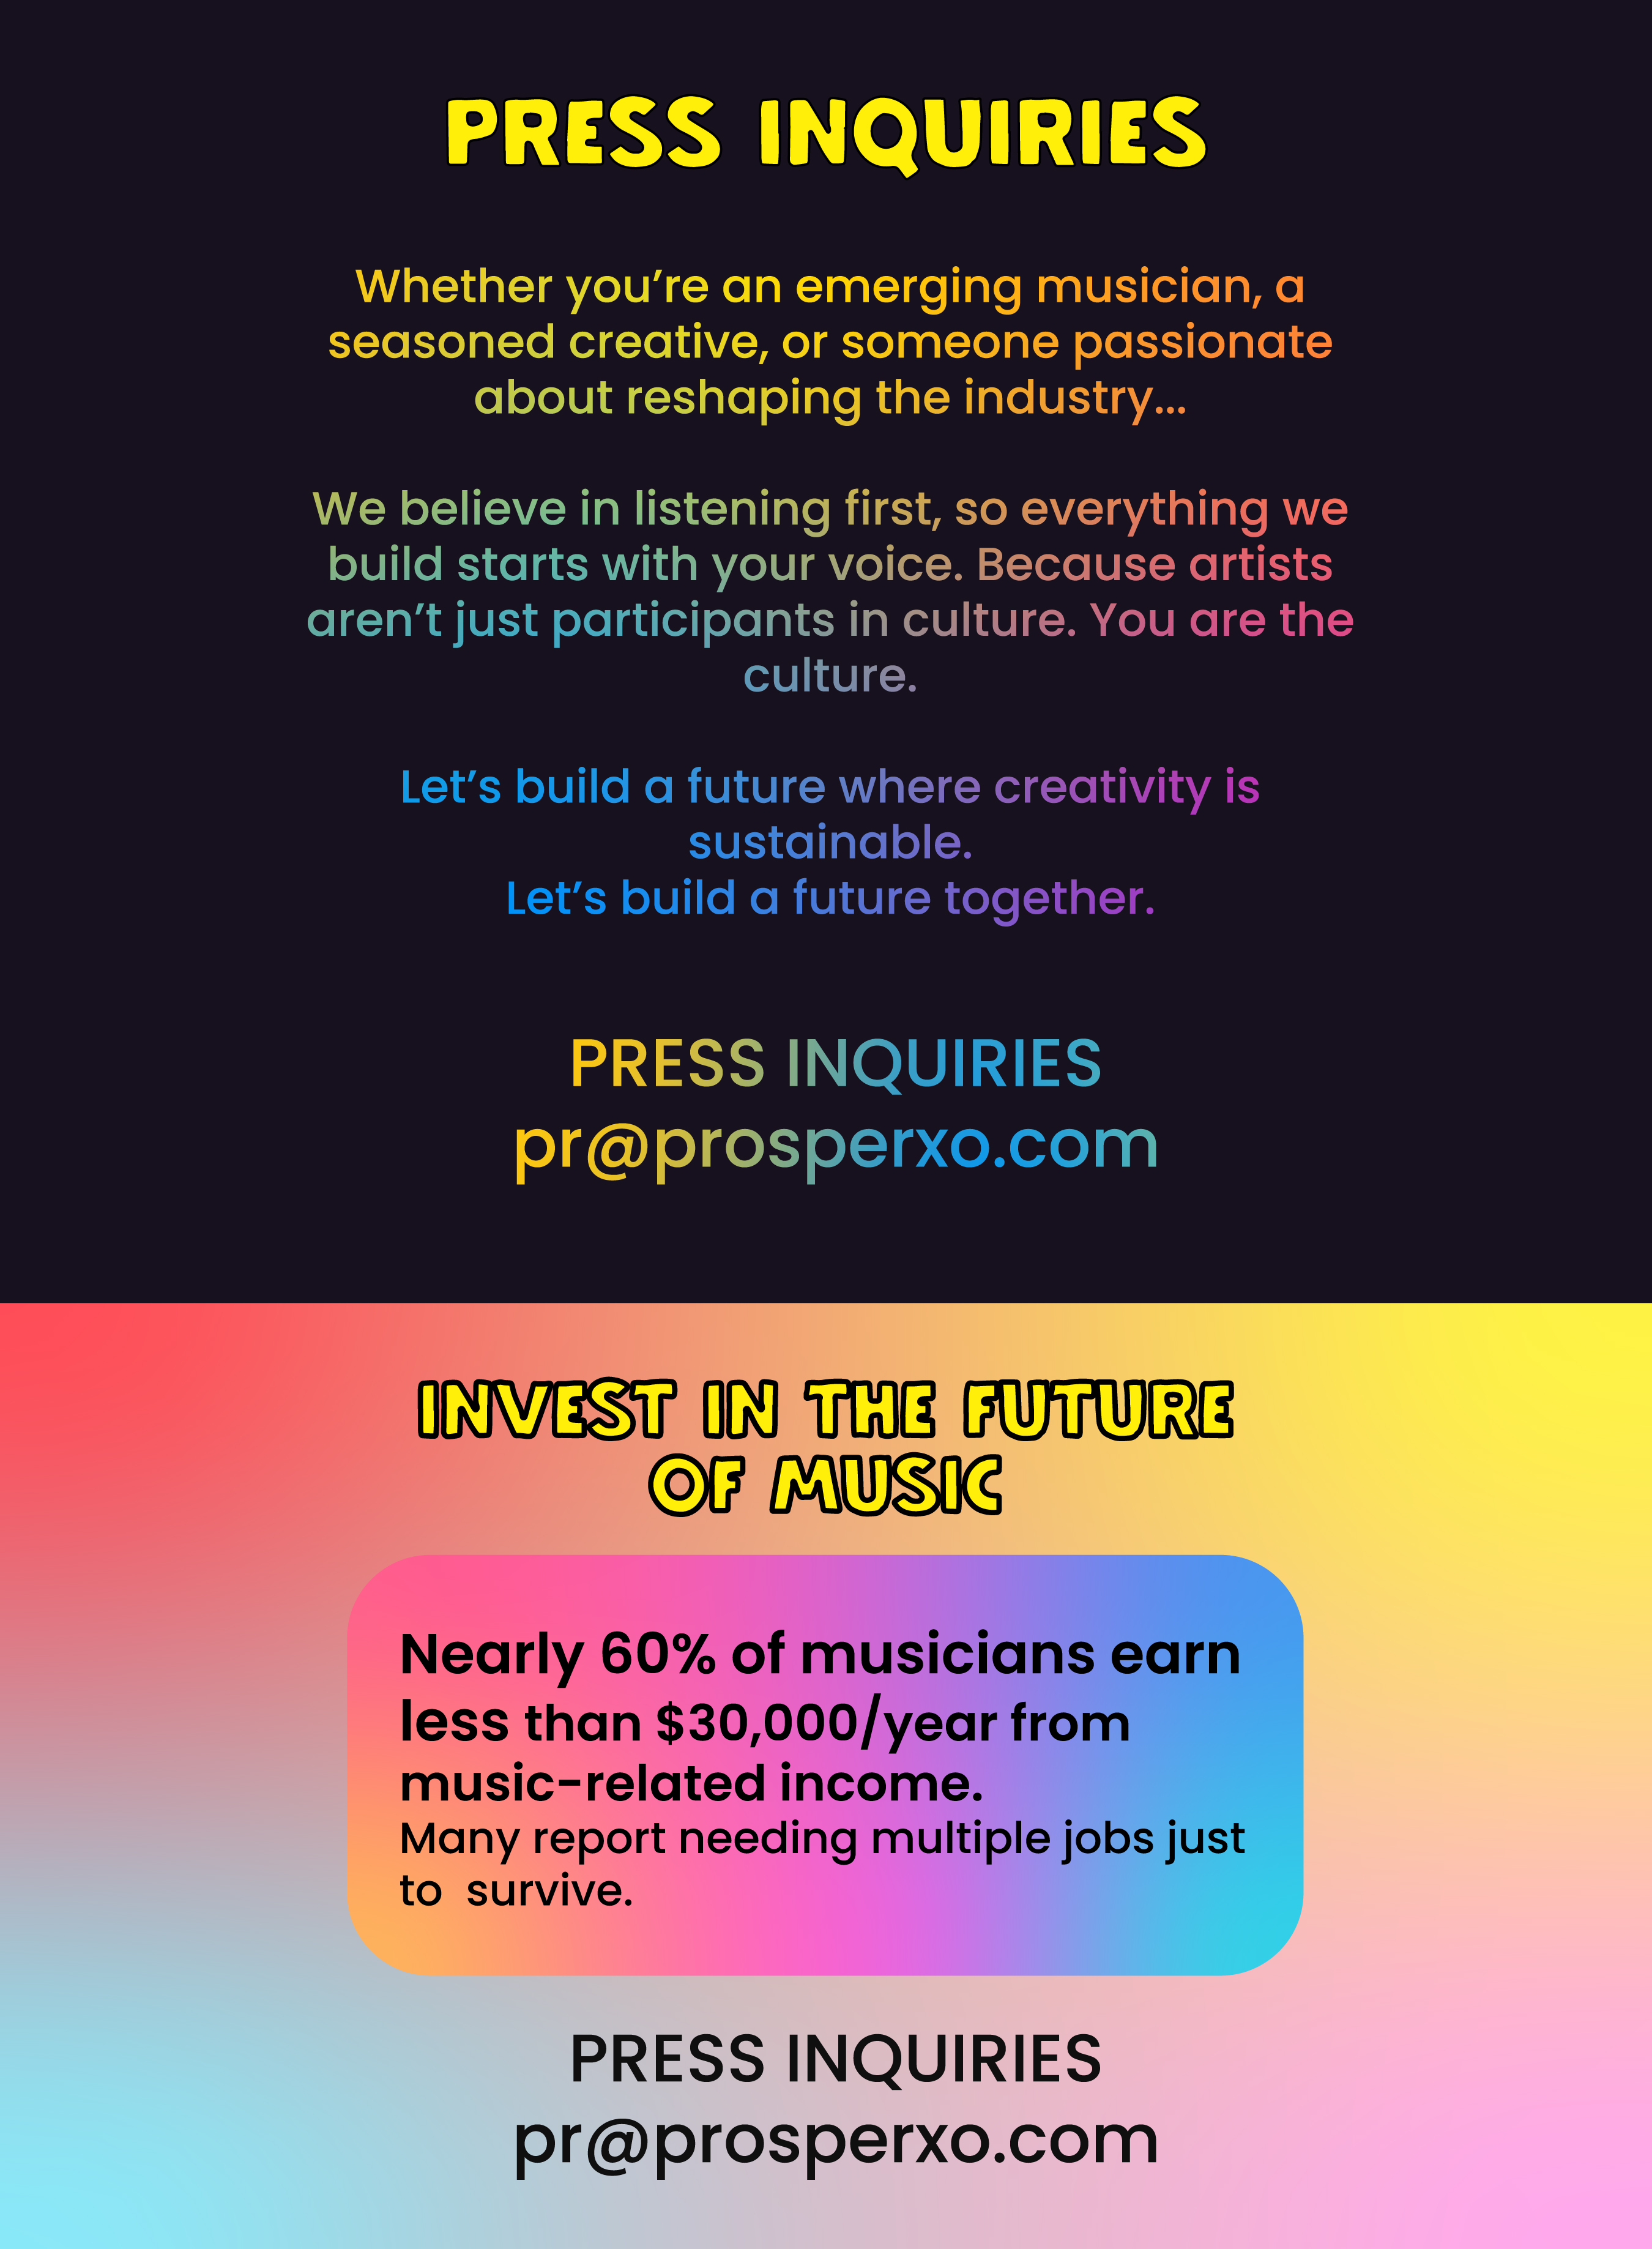 PRESS INQUIRIES
Whether you’re an emerging musician, a
seasoned creative, or someone passionate
about reshaping the industry...
We believe in listening first, so everything we
build starts with your voice. Because artists
aren’t just participants in culture. You are the
culture.
Let’s build a future where creativity is
sustainable.
Let’s build a future together.
PRESS INQUIRIES
pr@prosperxo.com
INVEST IN THE FUTURE
OF MUSIC
Nearly 60% of musicians earn
less than $30,000/year from
music-related income.
Many report needing multiple jobs just
to  survive.
PRESS INQUIRIES
pr@prosperxo.com